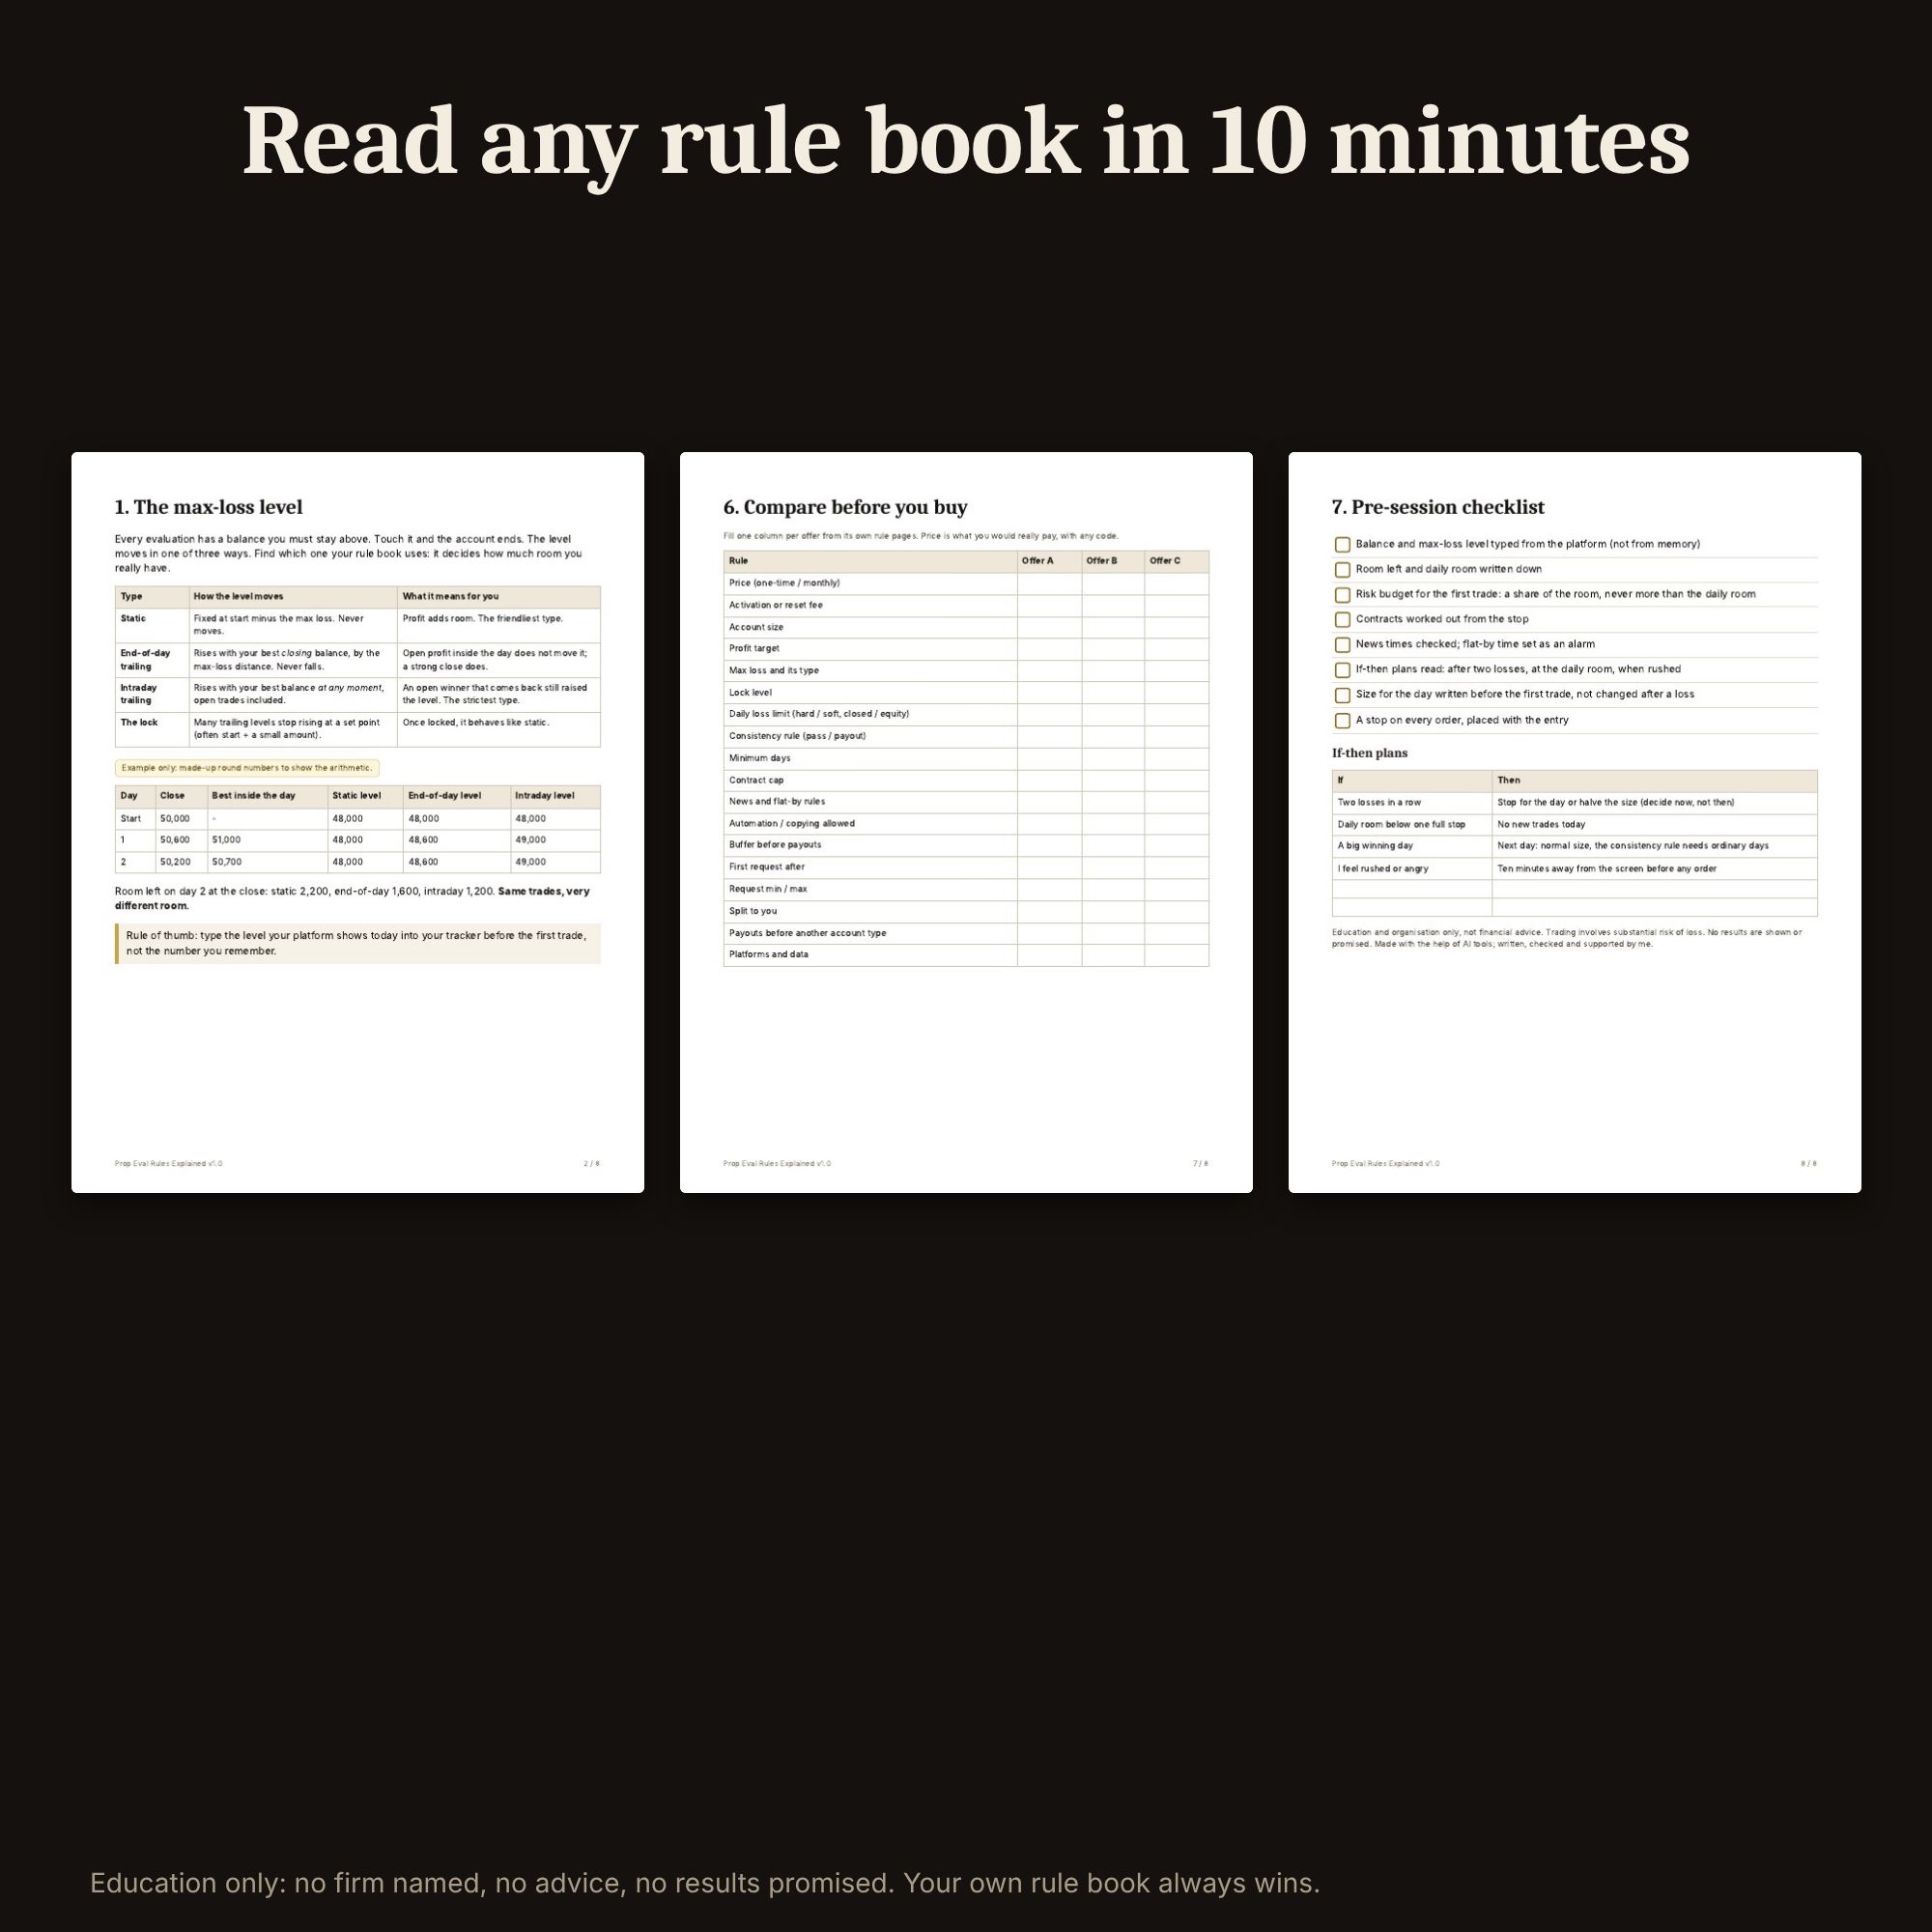 Read any rule book in 10 minutes
1. The max-loss level
Every evaluation has a balance you must stay above. Touch it and the account ends. The level
moves in one of three ways. Find which one your rule book uses: it decides how much room you
really have.
Type How the level moves What it means for you
Static Fixed at start minus the max loss. Never moves. Profit adds room. The friendliest type.
End-of-day trailing Rises with your best closing balance, by the max-loss distance. Never falls. Open profit inside the day does not move it; a strong close does.
Intraday trailing Rises with your best balance at any moment, open trades included. An open winner that comes back still raised the level. The strictest type.
The lock Many trailing levels stop rising at a set point (often start + a small amount). Once locked, it behaves like static.
Example only: made-up round numbers to show the arithmetic.
Day Close Best inside the day Static level End-of-day level Intraday level
Start 50,000 - 48,000 48,000 48,000
1 50,600 51,000 48,000 48,600 49,000
2 50,200 50,700 48,000 48,600 49,000
Room left on day 2 at the close: static 2,200, end-of-day 1,600, intraday 1,200. Same trades, very
different room.
Rule of thumb: type the level your platform shows today into your tracker before the first trade,
not the number you remember.
Prop Eval Rules Explained v1.0 2 / 8
6. Compare before you buy
Fill one column per offer from its own rule pages. Price is what you would really pay, with any code.
Rule Offer A Offer B Offer C
Price (one-time / monthly)
Activation or reset fee
Account size
Profit target
Max loss and its type
Lock level
Daily loss limit (hard / soft, closed / equity)
Consistency rule (pass / payout)
Minimum days
Contract cap
News and flat-by rules
Automation / copying allowed
Buffer before payouts
First request after
Request min / max
Split to you
Payouts before another account type
Platforms and data
Prop Eval Rules Explained v1.0 7 / 8
7. Pre-session checklist
Balance and max-loss level typed from the platform (not from memory)
Room left and daily room written down
Risk budget for the first trade: a share of the room, never more than the daily room
Contracts worked out from the stop
News times checked; flat-by time set as an alarm
If-then plans read: after two losses, at the daily room, when rushed
Size for the day written before the first trade, not changed after a loss
A stop on every order, placed with the entry
If-then plans
If Then
Two losses in a row Stop for the day or halve the size (decide now, not then)
Daily room below one full stop No new trades today
A big winning day Next day: normal size, the consistency rule needs ordinary days
I feel rushed or angry Ten minutes away from the screen before any order
Education and organisation only, not financial advice. Trading involves substantial risk of loss. No results are shown or
promised. Made with the help of AI tools; written, checked and supported by me.
Prop Eval Rules Explained v1.0 8 / 8
Education only: no firm named, no advice, no results promised. Your own rule book always wins.